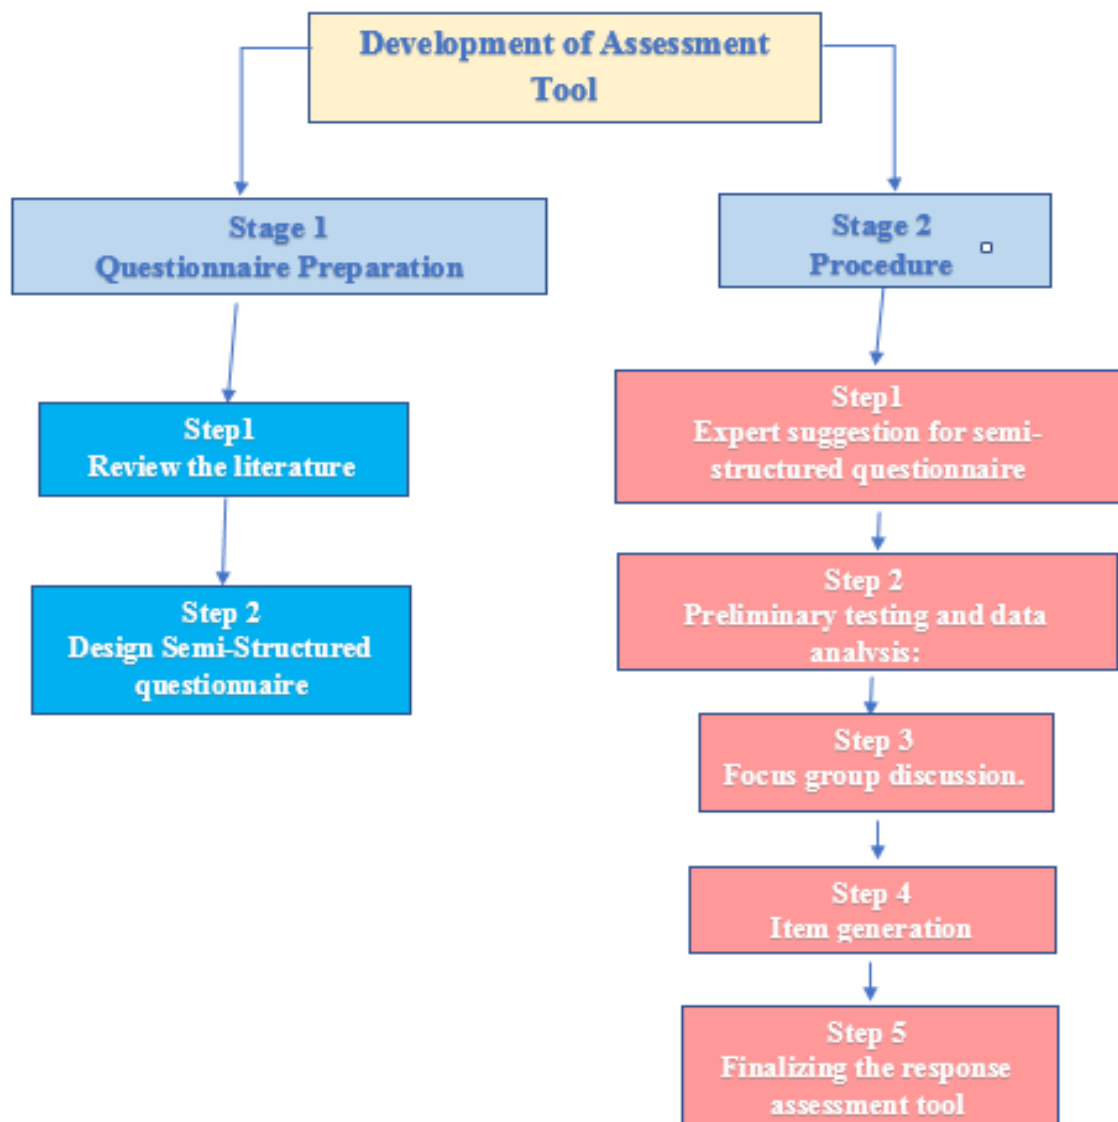 Development of Assessment
Tool
Stage 1
Questionnaire Preparation
Step1
Review the literature
Step 2
Design Semi-Structured
questionnaire
Stage 2
Procedure
Step1
Expert suggestion for semi-
structured questionnaire
Step 2
Preliminary testing and data
analysis:
Step 3
Focus group discussion.
Step 4
Item generation
Step 5
Finalizing the response
assessment tool